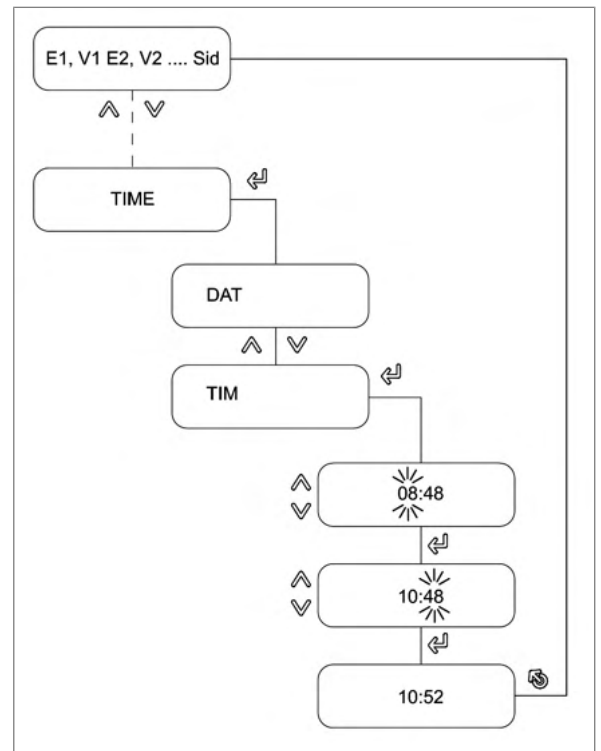 E1, V1 E2, V2 .... Sid
TIME
DAT
TIM
08:48
10:48
10:52